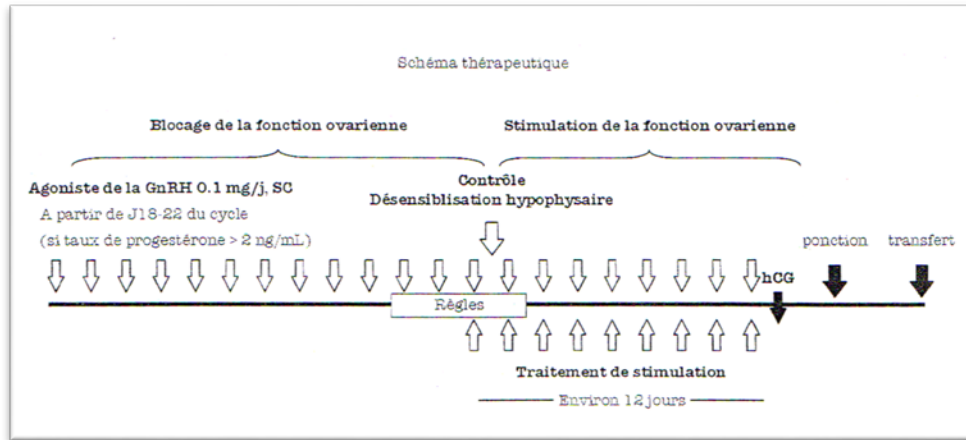 Schéma thérapeutique
Blocage de la fonction ovarienne
Stimulation de la fonction ovarienne
Agoniste de la GnRH 0.1 mg/j, SC
A partir de J18-22 du cycle
(si taux de progestérone > 2 ng/mL)
Contrôle
Désensiblisation hypophysaire
ponction
transfert
hCG
Règles
Traitement de stimulation
Environ 12 jours